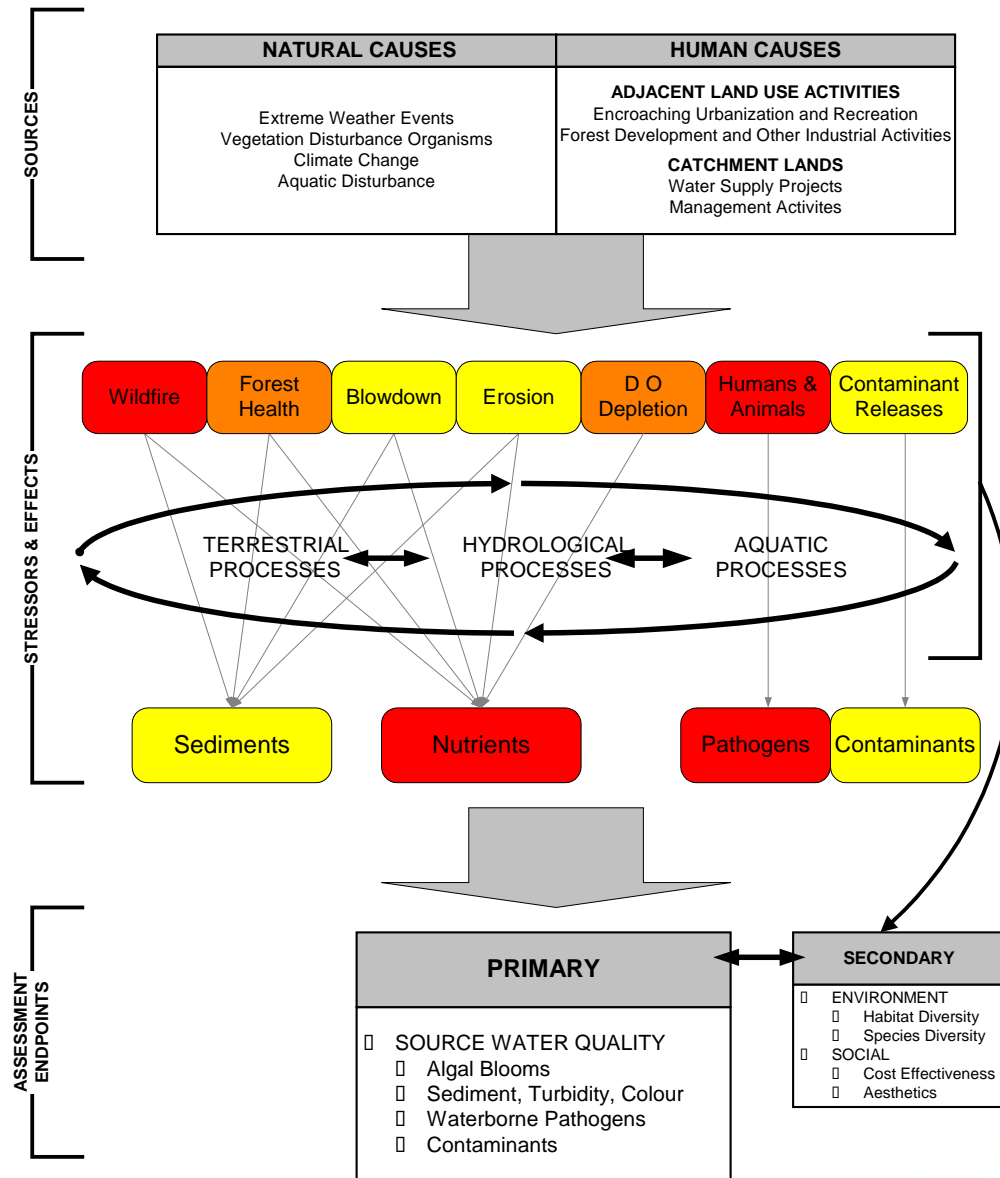 SOURCES
NATURAL CAUSES
Extreme Weather Events
Vegetation Disturbance Organisms
Climate Change
Aquatic Disturbance
HUMAN CAUSES
ADJACENT LAND USE ACTIVITIES
Encroaching Urbanization and Recreation
Forest Development and Other Industrial Activities
CATCHMENT LANDS
Water Supply Projects
Management Activites
STRESSORS & EFFECTS
Wildfire
Forest
Health
Blowdown
Erosion
D O
Depletion
Humans &
Animals
Contaminant
Releases
TERRESTRIAL
PROCESSES
HYDROLOGICAL
PROCESSES
AQUATIC
PROCESSES
Sediments
Nutrients
Pathogens
Contaminants
ASSESSMENT
ENDPOINTS
PRIMARY
SOURCE WATER QUALITY
Algal Blooms
Sediment, Turbidity, Colour
Waterborne Pathogens
Contaminants
SECONDARY
ENVIRONMENT
Habitat Diversity
Species Diversity
SOCIAL
Cost Effectiveness
Aesthetics